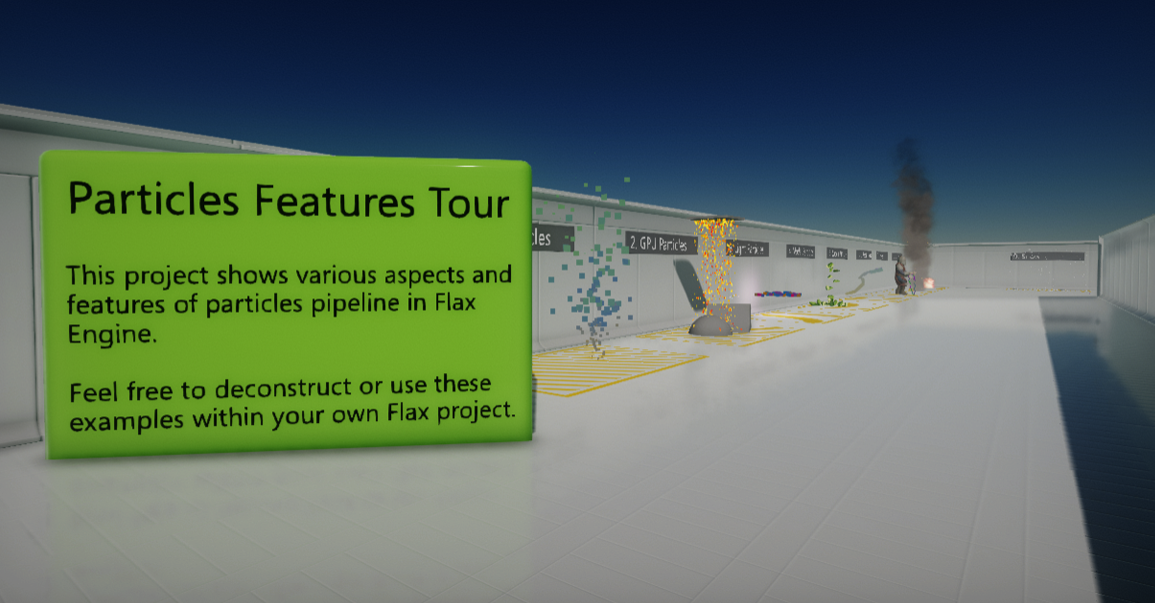 Particles Features Tour
This project shows various aspects and
features of particles pipeline in Flax
Engine.
Feel free to deconstruct or use these
examples within your own Flax project.
2. GPU Particles